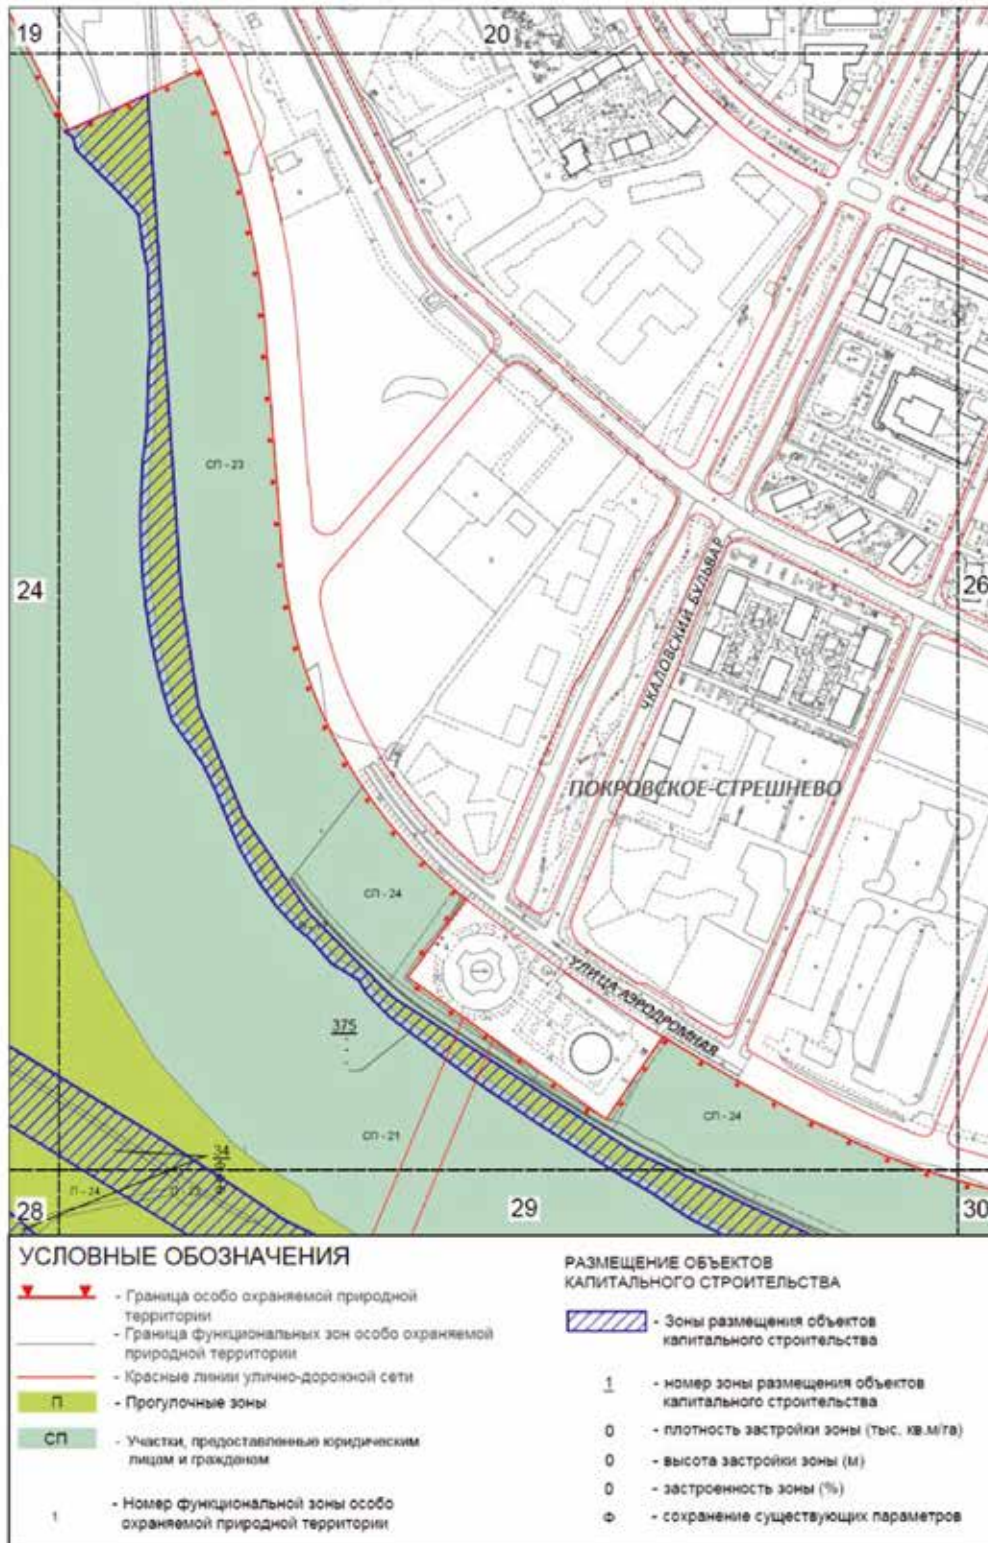 19
20
СП - 23
24
26
ЧКАЛОВСКИЙ БУЛЬВАР
ПОКРОВСКОЕ-СТРЕШНЕВО
СП - 24
УЛИЦА АЭРОДРОМНАЯ
375
-
-
-
СП - 24
СП - 21
34
П - 24
28
29
30
УСЛОВНЫЕ ОБОЗНАЧЕНИЯ
- Граница особо охраняемой природной
территории
- Граница функциональных зон особо охраняемой
природной территории
- Красные линии улично-дорожной сети
П
- Прогулочные зоны
СП
- Участки, предоставленные юридическим
лицам и гражданам
1
- Номер функциональной зоны особо
охраняемой природной территории
РАЗМЕЩЕНИЕ ОБЪЕКТОВ
КАПИТАЛЬНОГО СТРОИТЕЛЬСТВА
- Зоны размещения объектов
капитального строительства
1
- номер зоны размещения объектов
капитального строительства
0
- плотность застройки зоны (тыс. кв.м/га)
0
- высота застройки зоны (м)
0
- застроенность зоны (%)
Ф
- сохранение существующих параметров